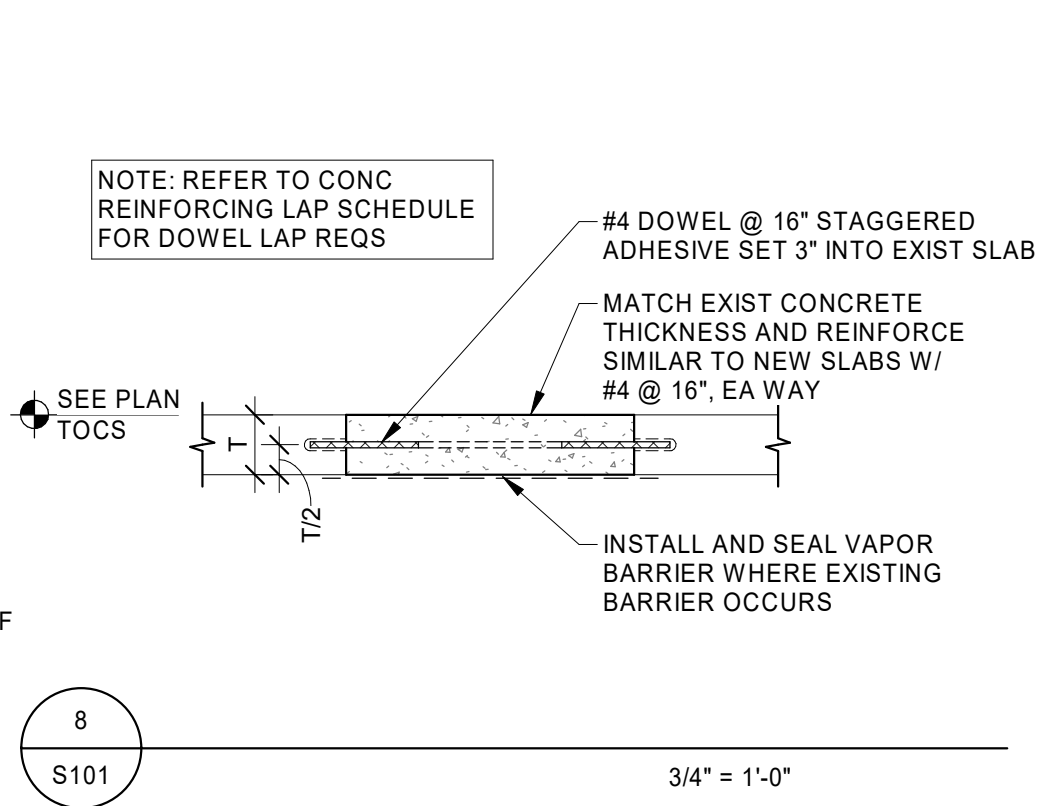 NOTE: REFER TO CONC
REINFORCING LAP SCHEDULE
FOR DOWEL LAP REQS
#4 DOWEL @ 16" STAGGERED
ADHESIVE SET 3" INTO EXIST SLAB
MATCH EXIST CONCRETE
THICKNESS AND REINFORCE
SIMILAR TO NEW SLABS W/
#4 @ 16", EA WAY
SEE PLAN
TOCS
T
T/2
INSTALL AND SEAL VAPOR
BARRIER WHERE EXISTING
BARRIER OCCURS
F
8
S101
3/4" = 1'-0"